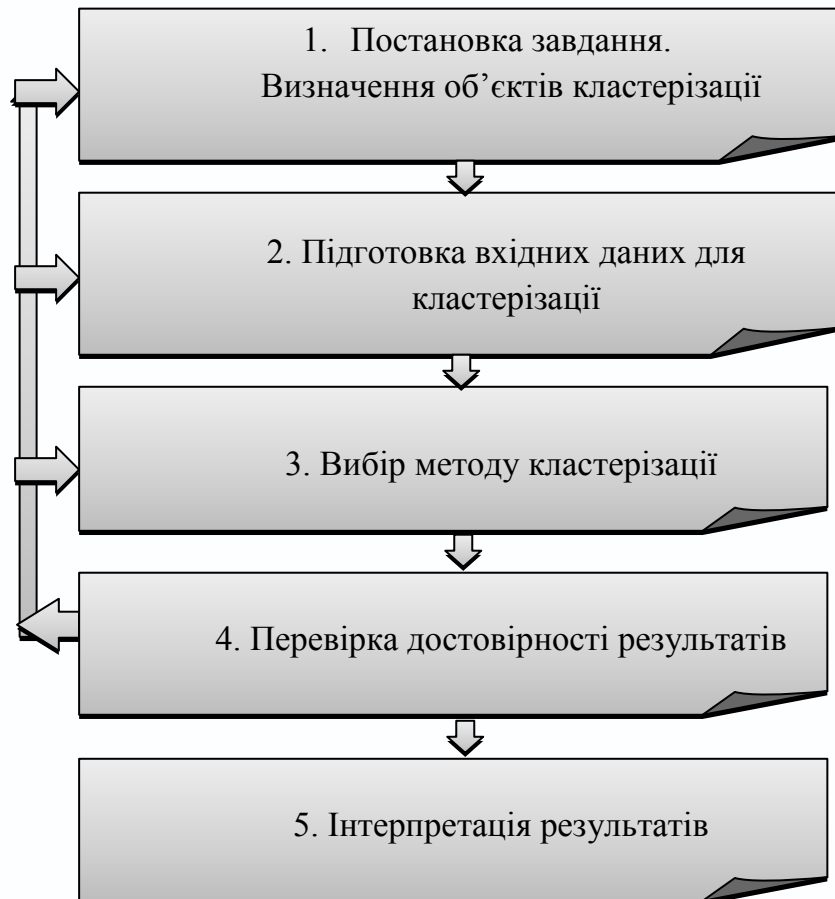 1. Постановка завдання.
Визначення об’єктів кластерізації
2. Підготовка вхідних даних для
кластерізації
3. Вибір методу кластерізації
4. Перевірка достовірності результатів
5. Інтерпретація результатів